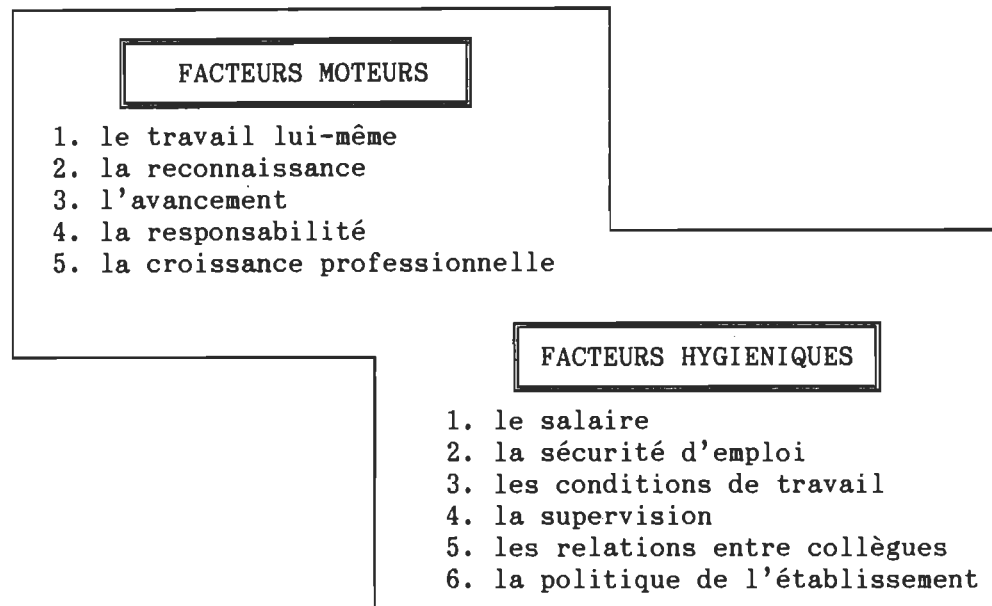 FACTEURS MOTEURS
1. le travail lui-même
2. la reconnaissance
3. l'avancement
4. la responsabilité
5. la croissance professionnelle
FACTEURS HYGIENIQUES
1. le salaire
2. la sécurité d'emploi
3. les conditions de travail
4. la supervision
5. les relations entre collègues
6. la politique de l'établissement